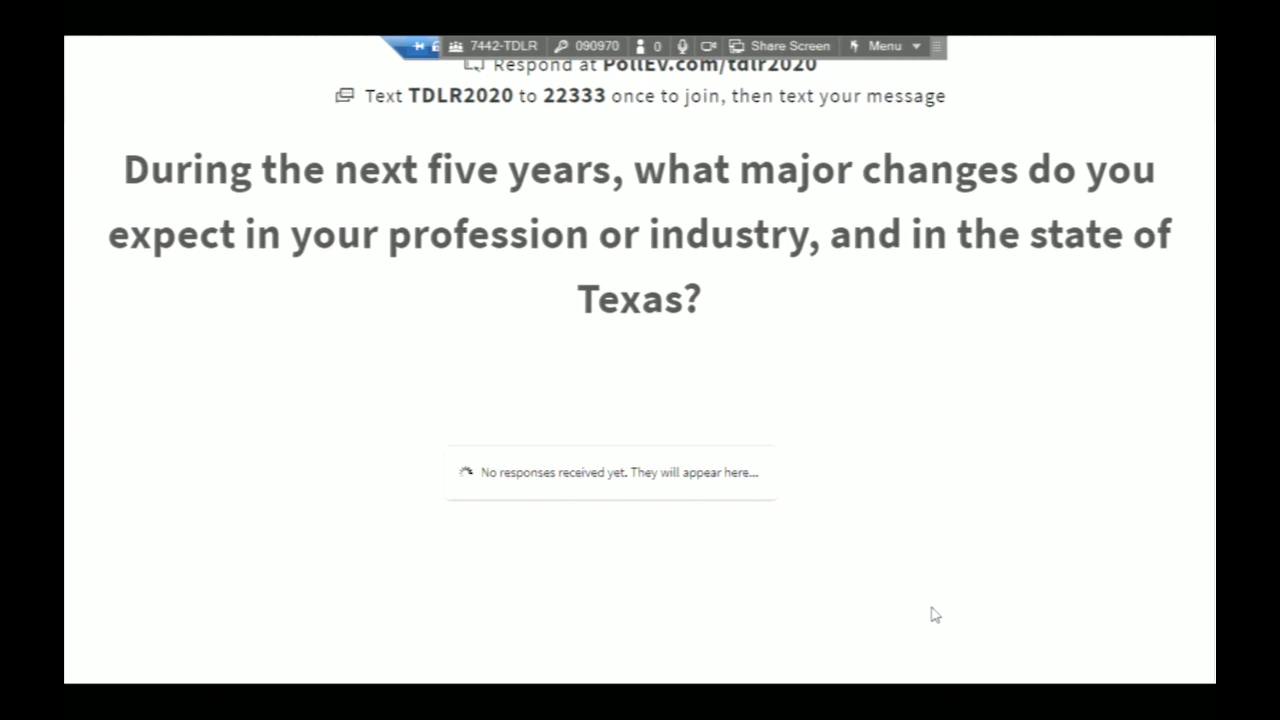 7442-TDLR 090970 0 Share Screen Menu
Respond at PollEv.com/tdlr2020
Text TDLR2020 to 22333 once to join, then text your message
During the next five years, what major changes do you
expect in your profession or industry, and in the state of
Texas?
No responses received yet. They will appear here...